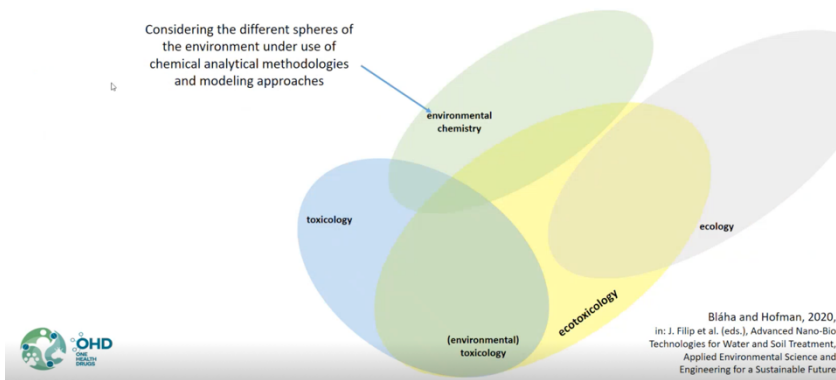 Considering the different spheres of
the environment under use of
chemical analytical methodologies
and modeling approaches
environmental
chemistry
toxicology
ecology
ecotoxicology
(environmental)
toxicology
Bláha and Hofman, 2020,
in: J. Filip et al. (eds.), Advanced Nano-Bio
Technologies for Water and Soil Treatment,
Applied Environmental Science and
Engineering for a Sustainable Future
OHD
ONE
HEALTH
DRUGS